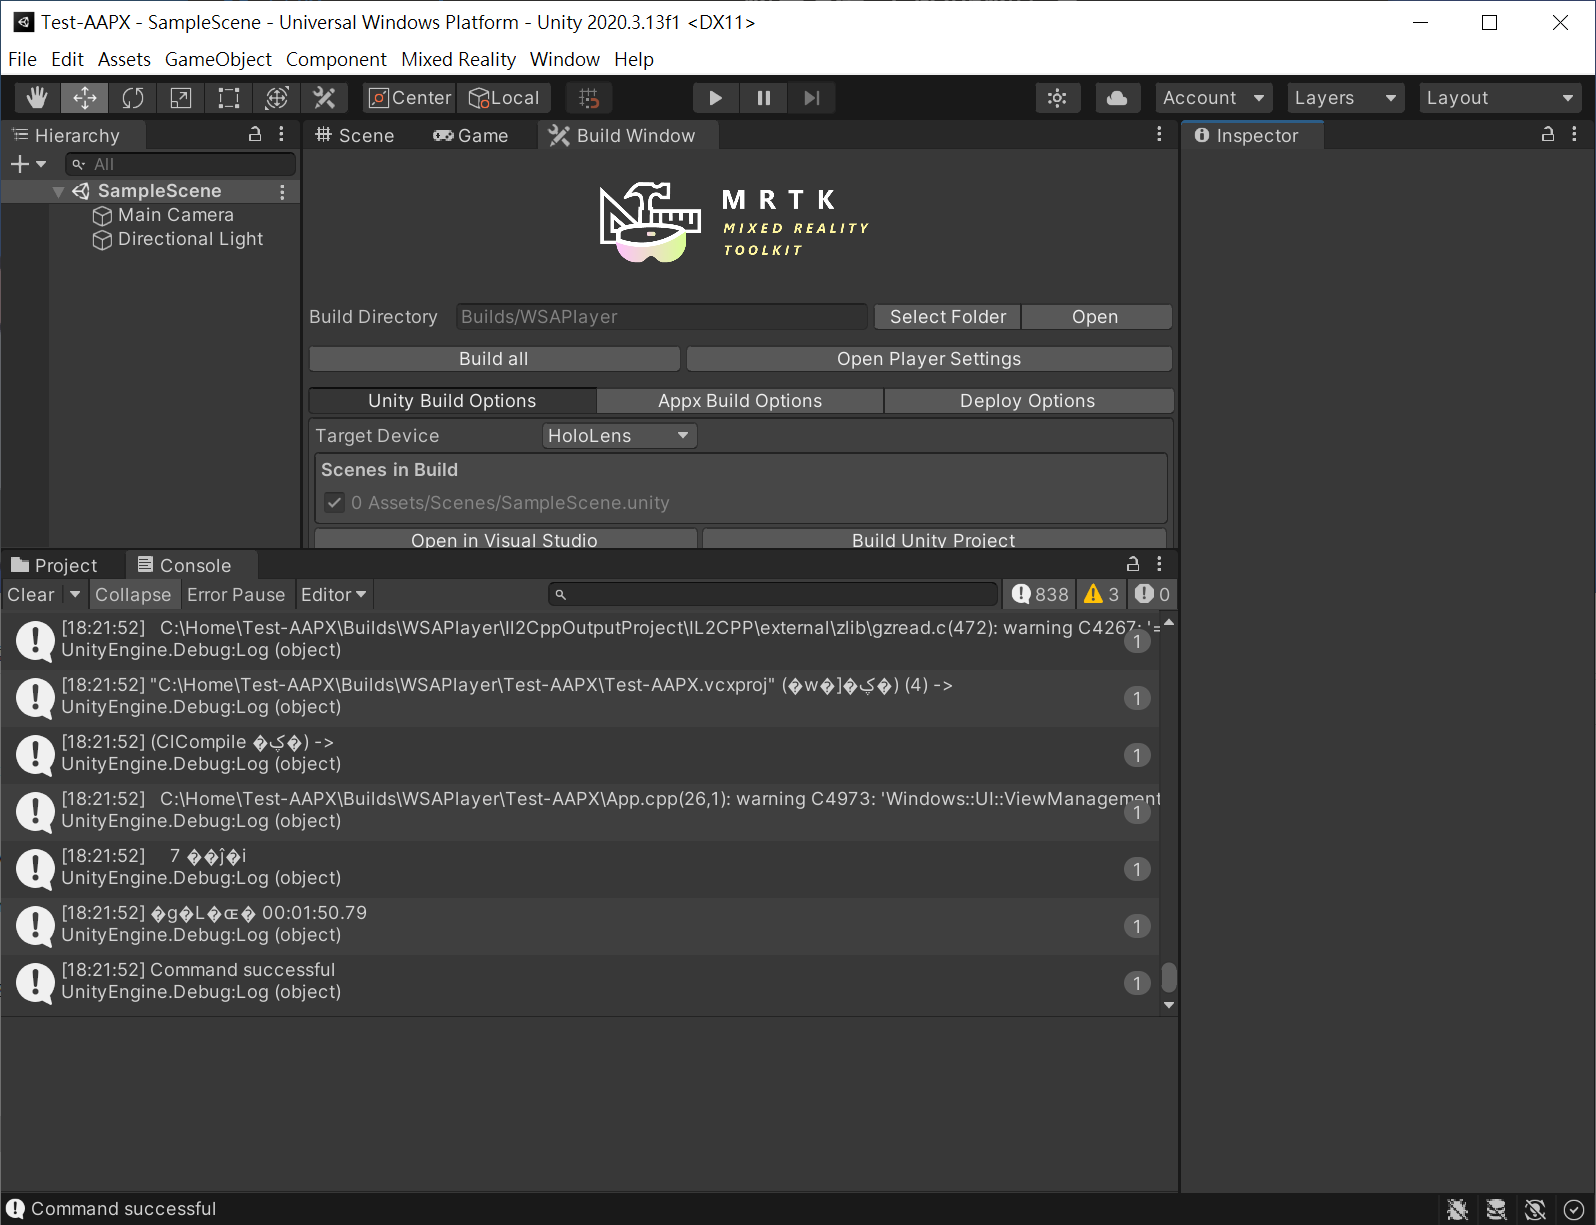 Test-AAPX - SampleScene - Universal Windows Platform - Unity 2020.3.13f1 <DX11>
File Edit Assets GameObject Component Mixed Reality Window Help
Center Local Account Layers Layout
Hierarchy
All
SampleScene
Main Camera
Directional Light
Scene Game Build Window
MRTK
MIXED REALITY
TOOLKIT
Build Directory Builds/WSAPlayer Select Folder Open
Build all Open Player Settings
Unity Build Options Appx Build Options Deploy Options
Target Device HoloLens
Scenes in Build
0 Assets/Scenes/SampleScene.unity
Open in Visual Studio Build Unity Project
Inspector
Project Console
Clear Collapse Error Pause Editor 838 3 0
[18:21:52] C:\Home\Test-AAPX\Builds\WSAPlayer\Il2CppOutputProject\IL2CPP\external\zlib\gzread.c(472): warning C4267: '=
UnityEngine.Debug:Log (object) 1
[18:21:52] "C:\Home\Test-AAPX\Builds\WSAPlayer\Test-AAPX\Test-AAPX.vcxproj" (�w�]�ؼ�) (4) ->
UnityEngine.Debug:Log (object) 1
[18:21:52] (ClCompile �ؼ�) ->
UnityEngine.Debug:Log (object) 1
[18:21:52] C:\Home\Test-AAPX\Builds\WSAPlayer\Test-AAPX\App.cpp(26,1): warning C4973: 'Windows::UI::ViewManagement
UnityEngine.Debug:Log (object) 1
[18:21:52] 7 ��ĵ�i
UnityEngine.Debug:Log (object) 1
[18:21:52] �g�L�ɶ� 00:01:50.79
UnityEngine.Debug:Log (object) 1
[18:21:52] Command successful
UnityEngine.Debug:Log (object) 1
Command successful